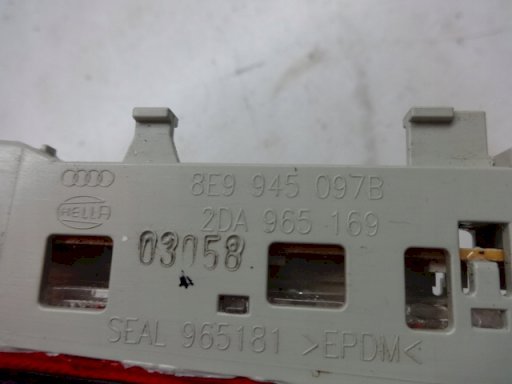 8E9 945 097B
HELLA 2DA 965 169
03058
SEAL 965181 >EPDM<